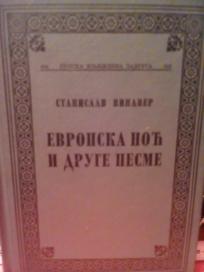 СРПСКА КЊИЖЕВНА ЗАДРУГА
СТАНИСЛАВ ВИНАВЕР
ЕВРОПСКА НОЋ
И ДРУГЕ ПЕСМЕ